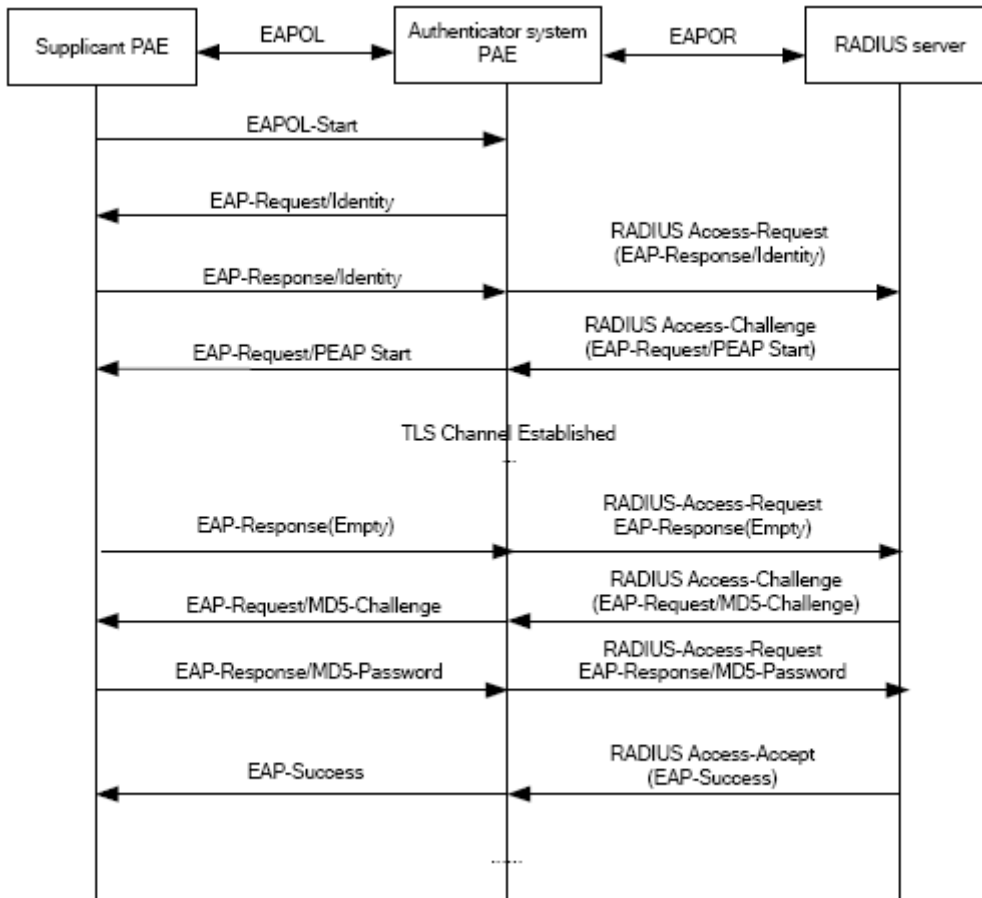 Supplicant PAE
EAPOL
Authenticator system
PAE
EAPOR
RADIUS server
EAPOL-Start
EAP-Request/Identity
RADIUS Access-Request
(EAP-Response/Identity)
EAP-Response/Identity
RADIUS Access-Challenge
(EAP-Request/PEAP Start)
EAP-Request/PEAP Start
TLS Channel Established
RADIUS-Access-Request
EAP-Response(Empty)
EAP-Response(Empty)
RADIUS Access-Challenge
(EAP-Request/MD5-Challenge)
EAP-Request/MD5-Challenge
RADIUS-Access-Request
EAP-Response/MD5-Password
EAP-Response/MD5-Password
RADIUS Access-Accept
(EAP-Success)
EAP-Success